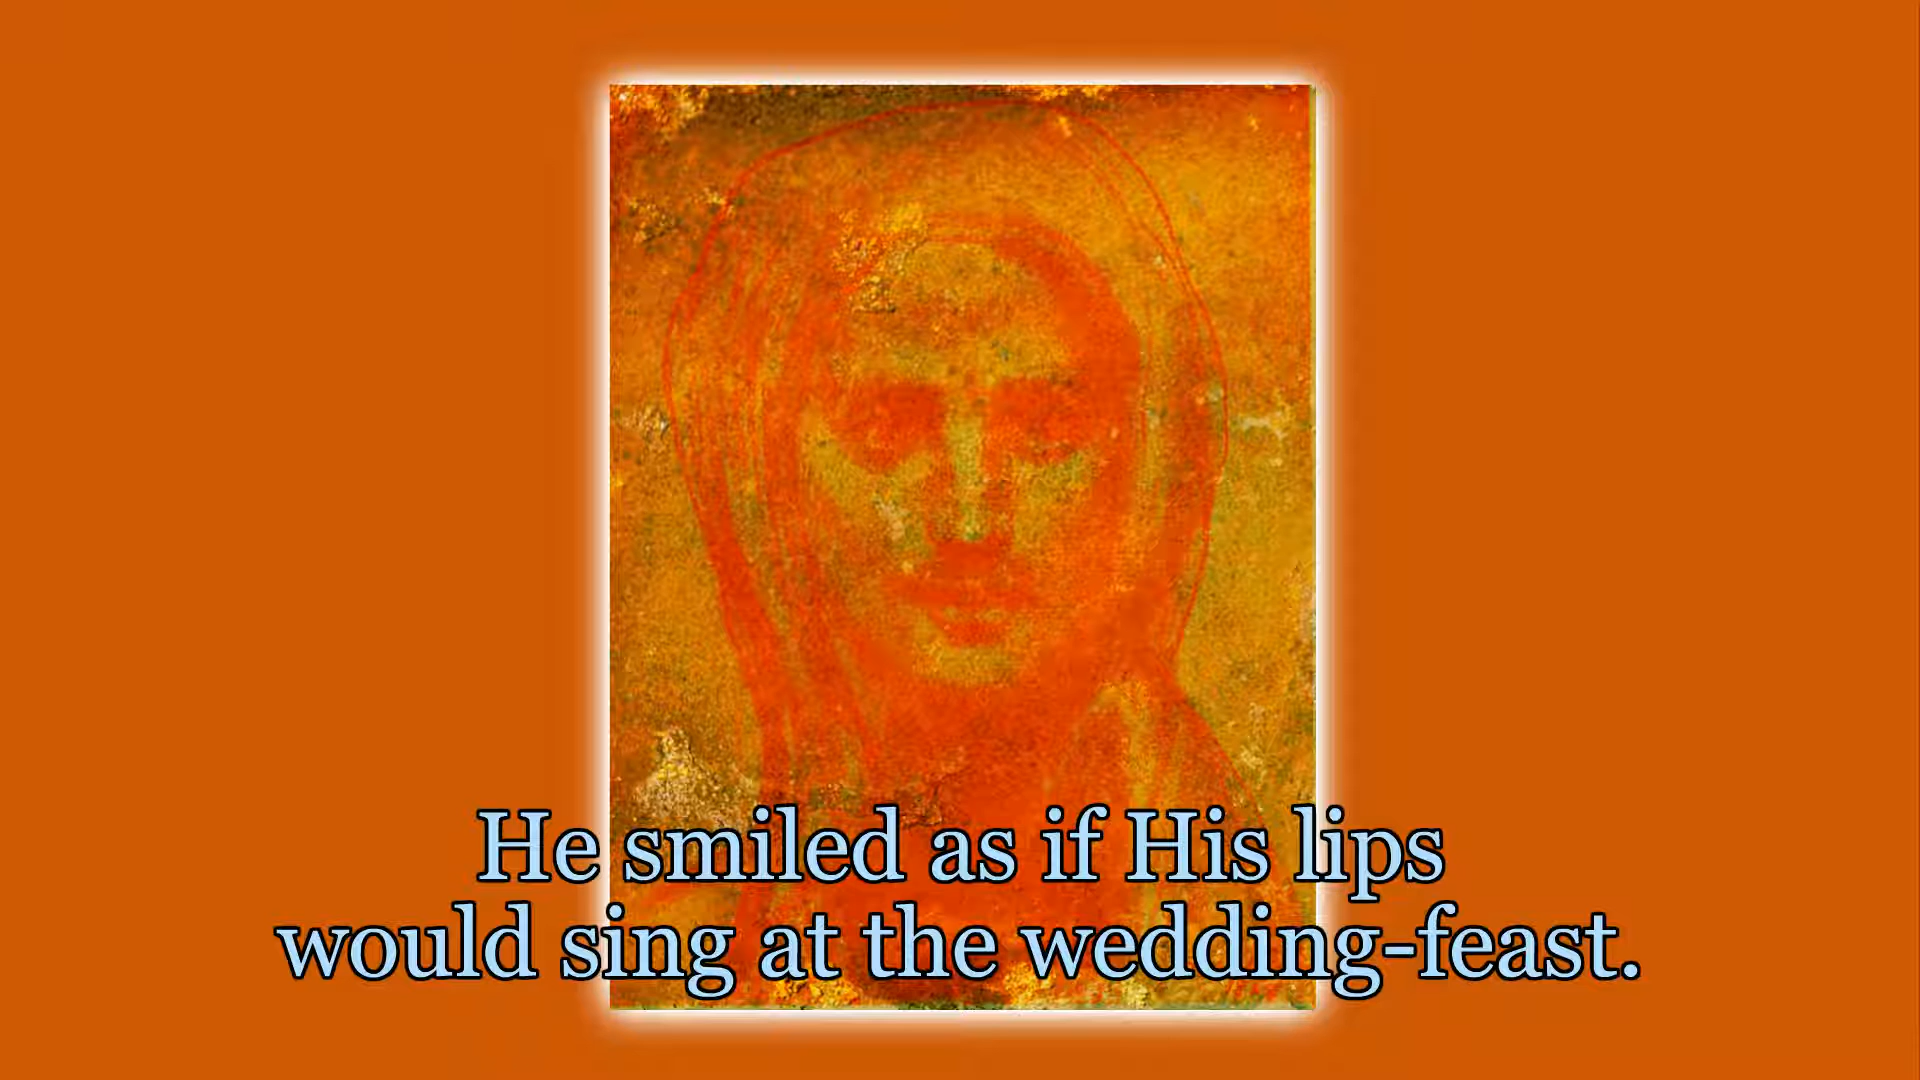 He smiled as if His lips
would sing at the wedding-feast.